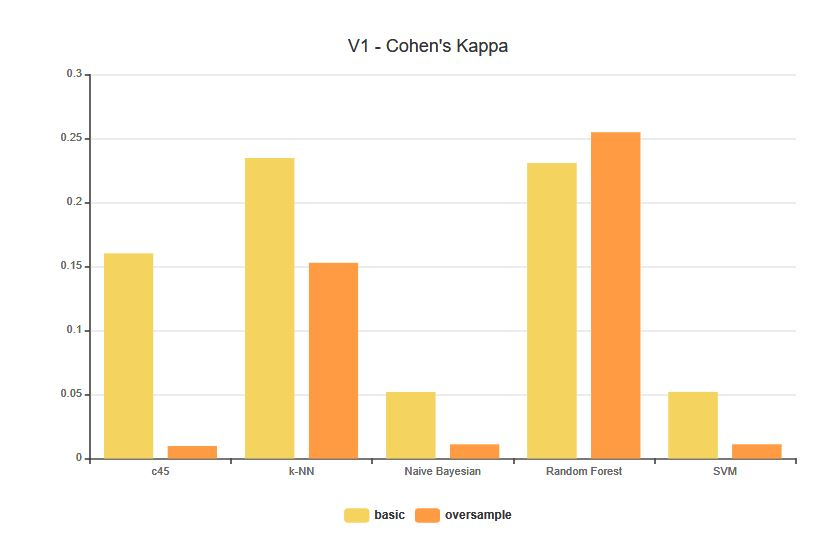 V1 - Cohen's Kappa
0.3
0.25
0.2
0.15
0.1
0.05
0
c45 k-NN Naive Bayesian Random Forest SVM
basic oversample